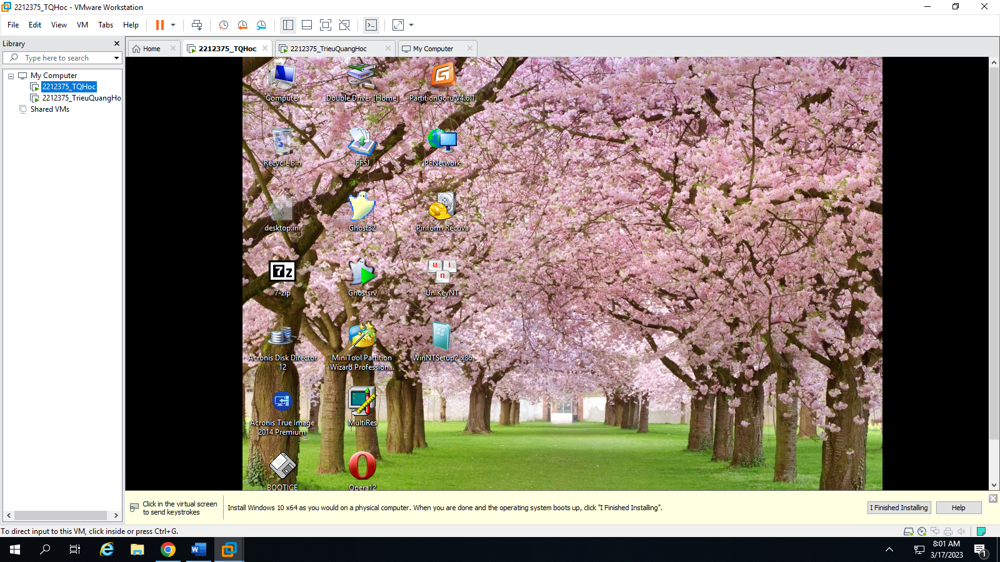 2212375_TQHoc - VMware Workstation
File Edit View VM Tabs Help
Library
Type here to search
My Computer
2212375_TQHoc
2212375_TrieuQuangHo
Shared VMs
Home
2212375_TQHoc
2212375_TrieuQuangHoc
My Computer
Computer
Double Driver [Home]
PartitionGoru V4.6.1
Recycle Bin
FFSJ
PENetwork
desktop.ini
Ghost32
Piriform Recuva
7z
u i
n
7-zip
Ghostsrv
UniKeyNT
Acronis Disk Director
12
MiniTool Partition
Wizard Profession...
WinNTSetup2_x86
Acronis True Image
2014 Premium
MultiRes
BOOTICE
Opera12
Click in the virtual screen
to send keystrokes
Install Windows 10 x64 as you would on a physical computer. When you are done and the operating system boots up, click "I Finished Installing".
I Finished Installing
Help
To direct input to this VM, click inside or press Ctrl+G.
8:01 AM
3/17/2023
1